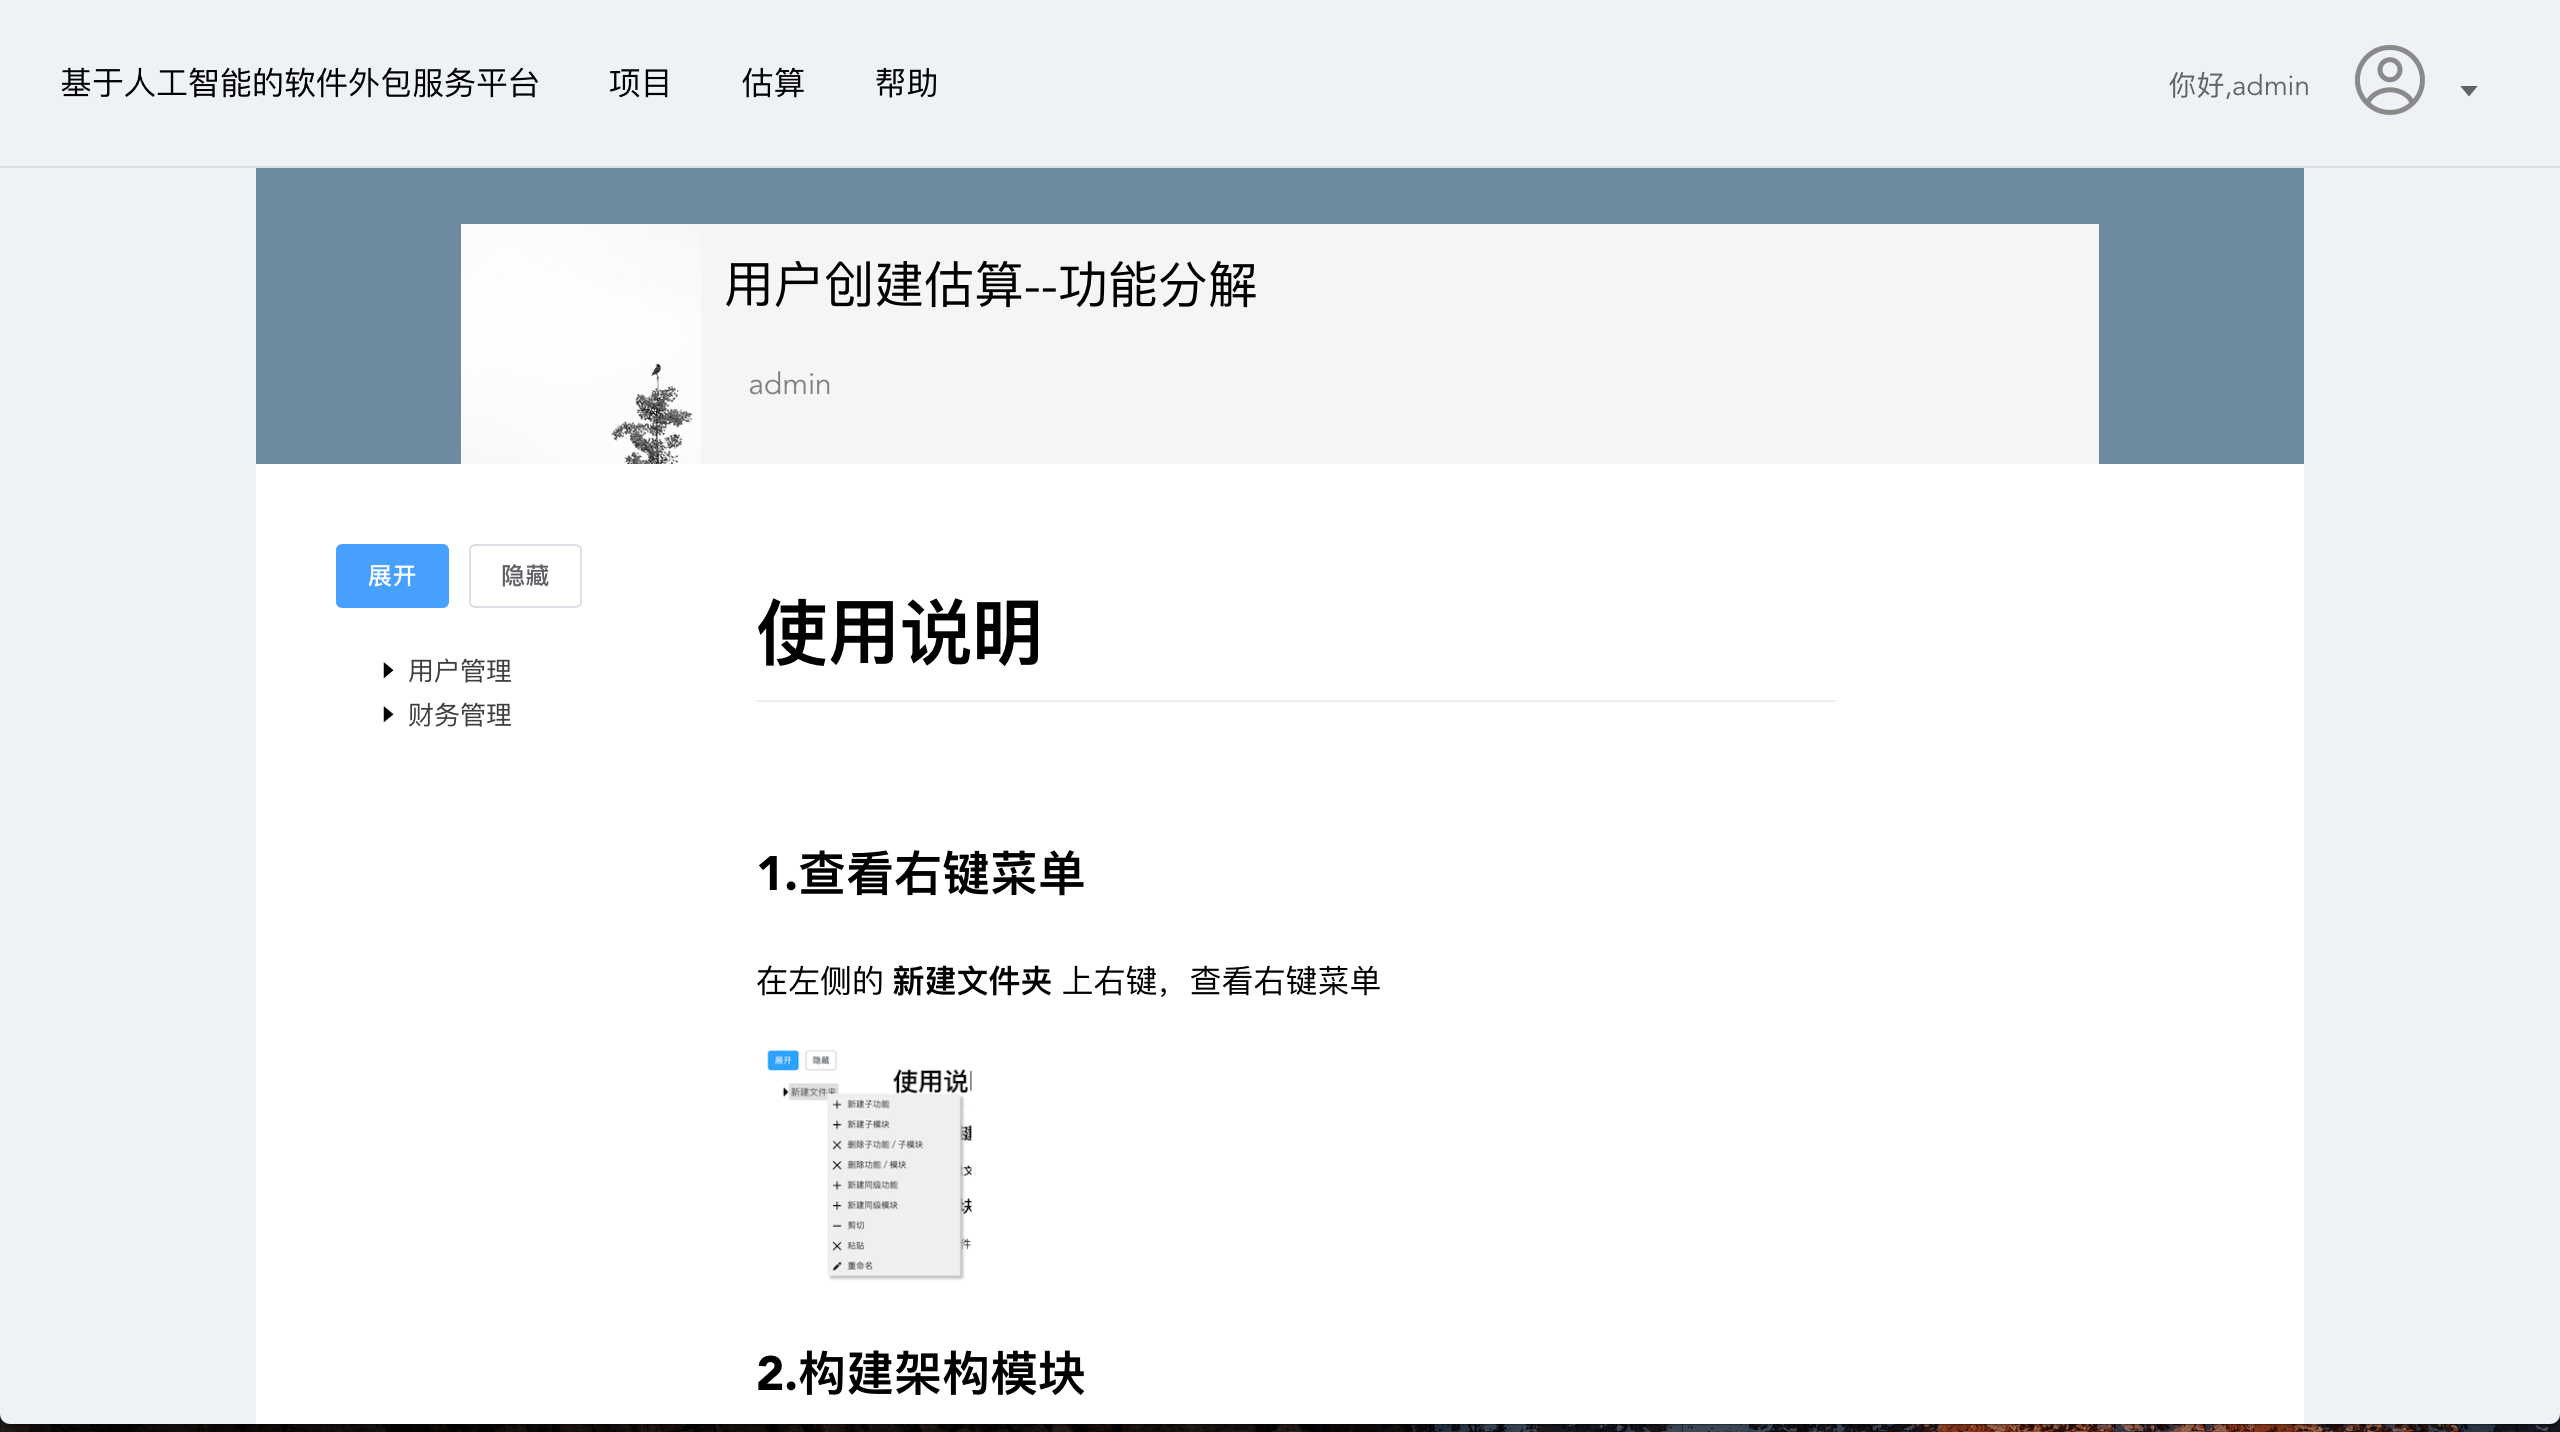 基于人工智能的软件外包服务平台 项目 估算 帮助 你好,admin
用户创建估算--功能分解
admin
展开 隐藏
用户管理
财务管理
使用说明
1.查看右键菜单
在左侧的 新建文件夹 上右键，查看右键菜单
展开 隐藏
使用说
新建文件夹
新建子功能
新建子模块
删除子功能 / 子模块
删除功能 / 模块
新建同级功能
新建同级模块
剪切
粘贴
重命名
2.构建架构模块